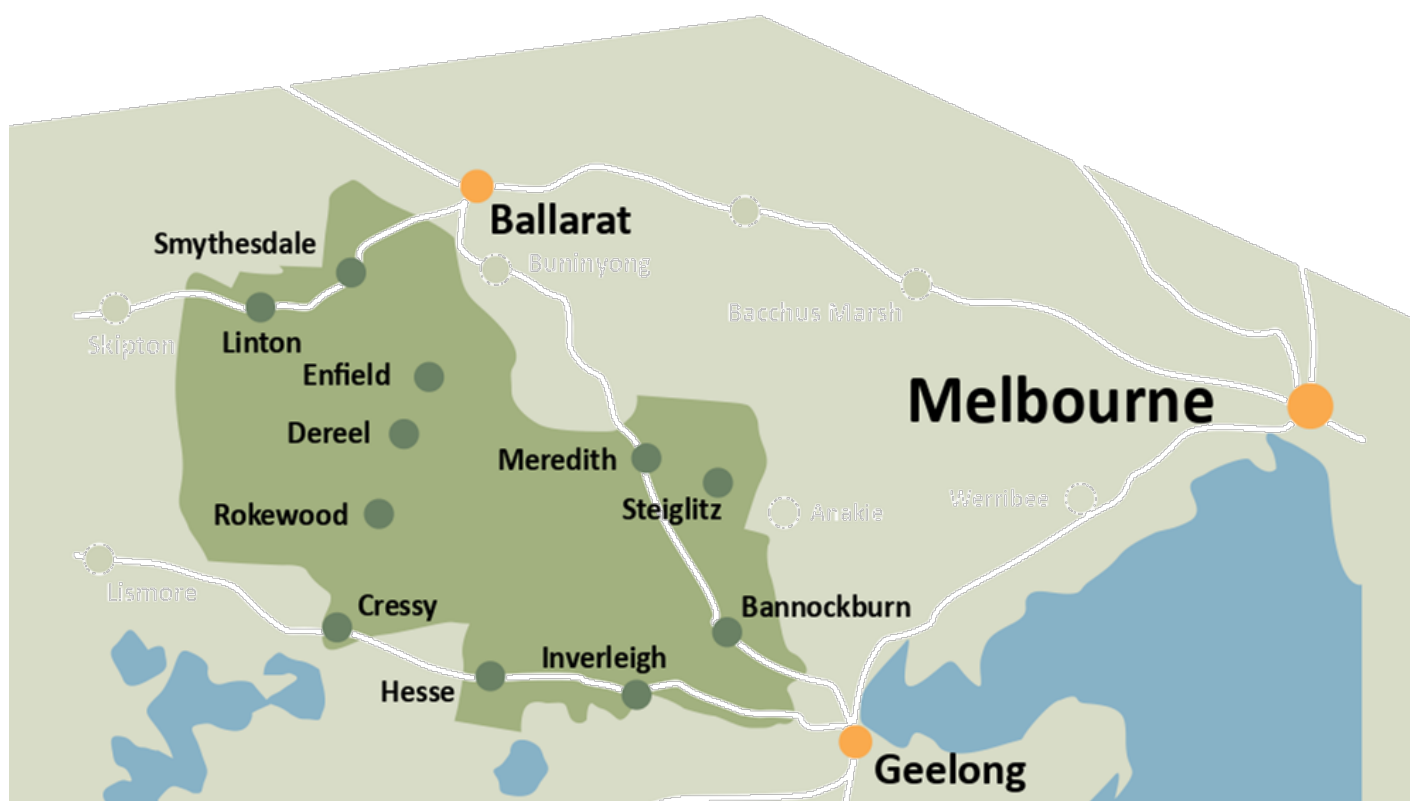 Ballarat
Smythesdale
Buninyong
Bacchus Marsh
Skipton
Linton
Enfield
Melbourne
Dereel
Meredith
Steiglitz
Werribee
Anakie
Rokewood
Lismore
Cressy
Bannockburn
Inverleigh
Hesse
Geelong